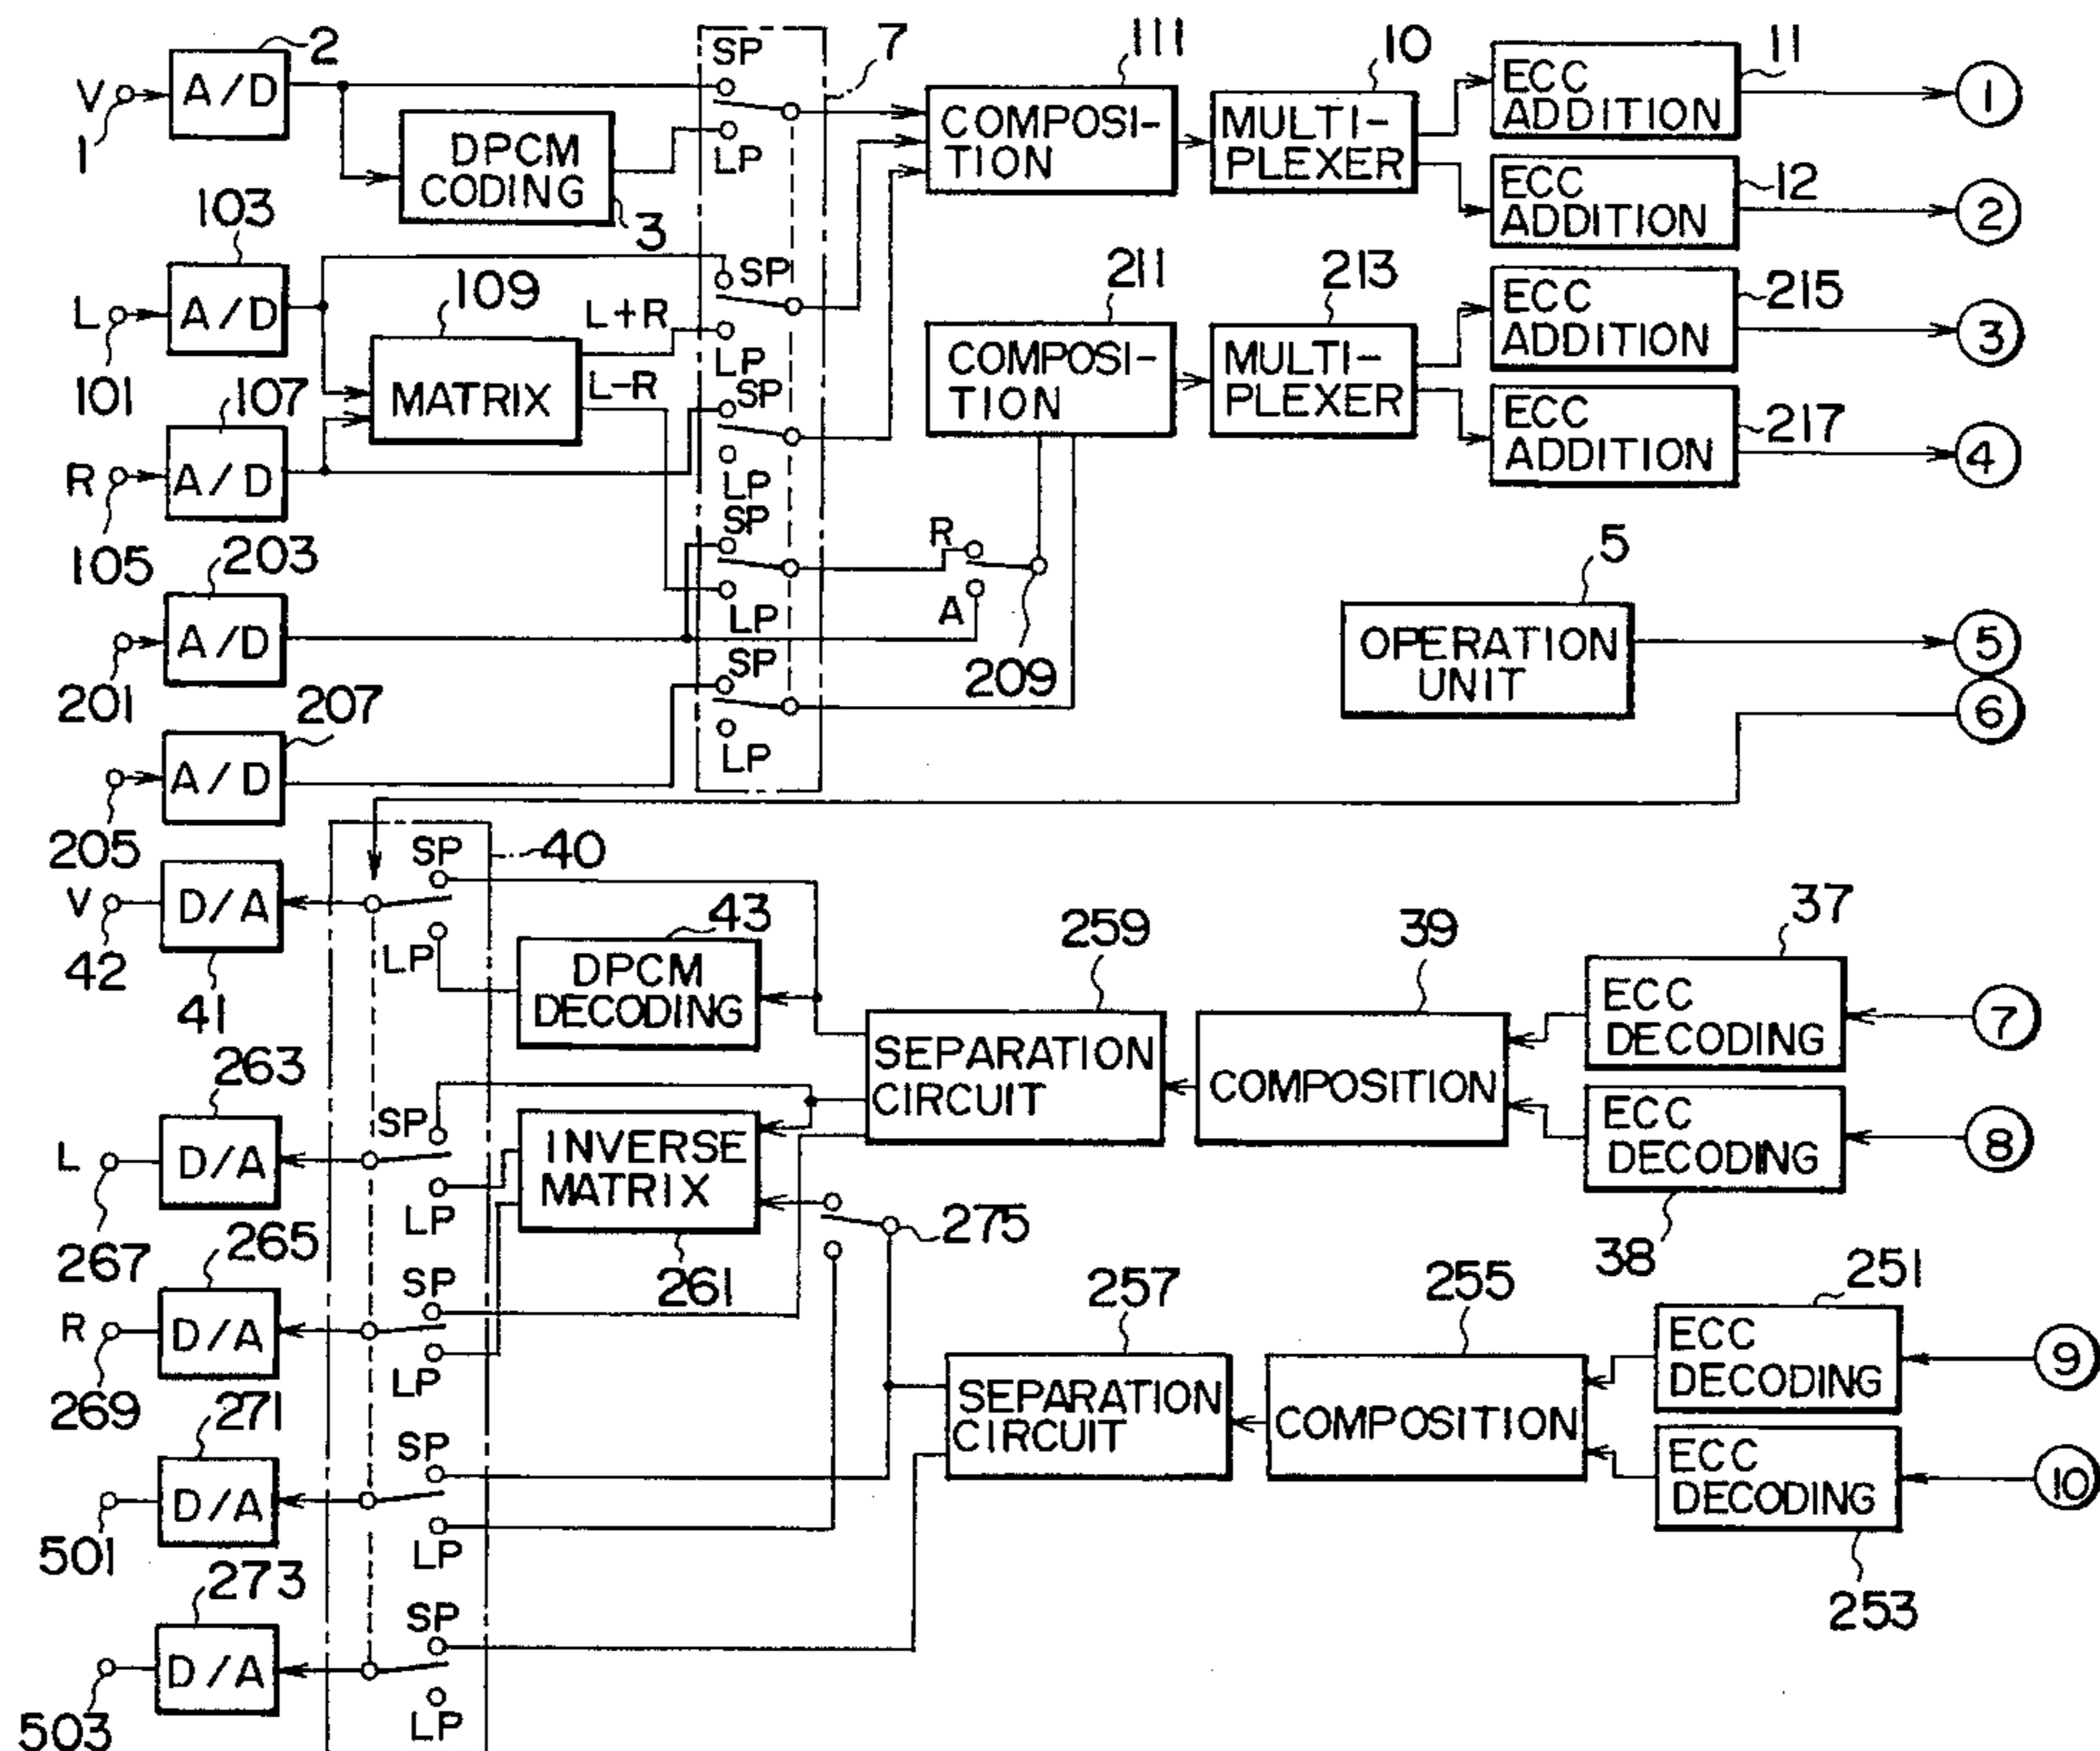 2
SP
7
111
10
11
V
A/D
ECC
ADDITION
①
1
DPCM
CODING
3
LP
COMPOSI-
TION
MULTI-
PLEXER
ECC
ADDITION
12
②
103
L
A/D
101
109
MATRIX
L+R
L-R
SP
LP
211
COMPOSI-
TION
213
MULTI-
PLEXER
ECC
ADDITION
215
③
107
R
A/D
105
SP
LP
ECC
ADDITION
217
④
203
A/D
201
SP
LP
R
A
209
5
OPERATION
UNIT
⑤
⑥
207
A/D
205
SP
LP
SP
40
V
D/A
42
41
LP
43
DPCM
DECODING
259
SEPARATION
CIRCUIT
39
COMPOSITION
37
ECC
DECODING
⑦
ECC
DECODING
⑧
38
263
L
D/A
267
SP
LP
INVERSE
MATRIX
261
275
265
R
D/A
269
SP
LP
257
SEPARATION
CIRCUIT
255
COMPOSITION
251
ECC
DECODING
⑨
ECC
DECODING
⑩
253
271
D/A
501
SP
LP
273
D/A
503
SP
LP